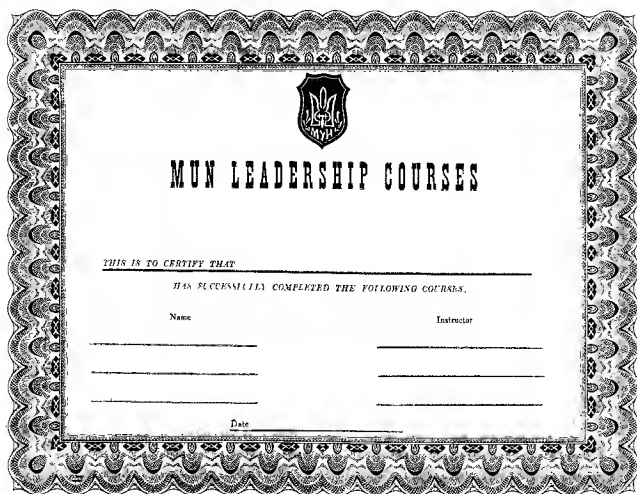 МУН
MUN LEADERSHIP COURSES
THIS IS TO CERTIFY THAT
HAS SUCCESSFULLY COMPLETED THE FOLLOWING COURSES.
Name Instructor
Date